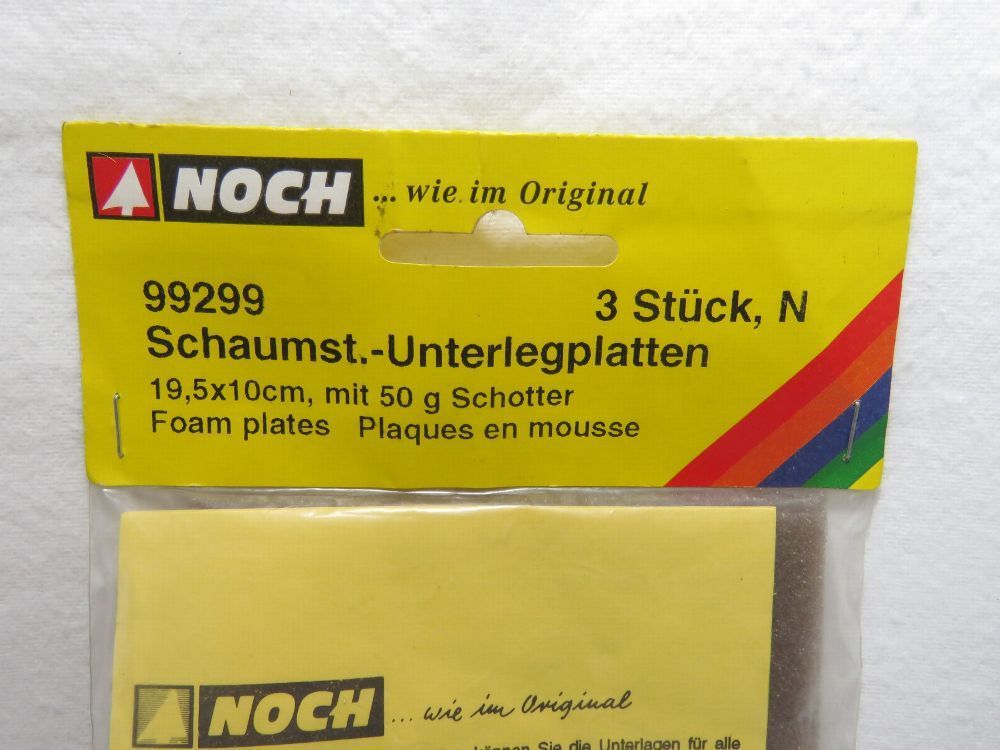 NOCH ... wie im Original
99299 3 Stück, N
Schaumst.-Unterlegplatten
19,5x10cm, mit 50 g Schotter
Foam plates Plaques en mousse
NOCH ... wie im Original
können Sie die Unterlagen für alle